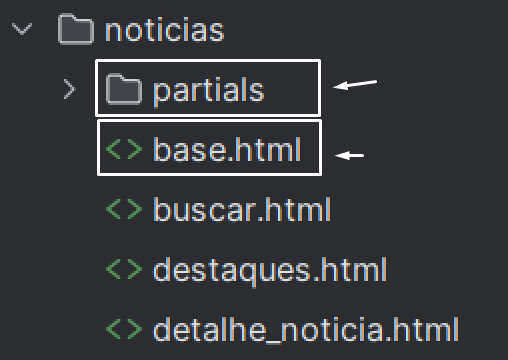 noticias
partials
base.html
buscar.html
destaques.html
detalhe_noticia.html